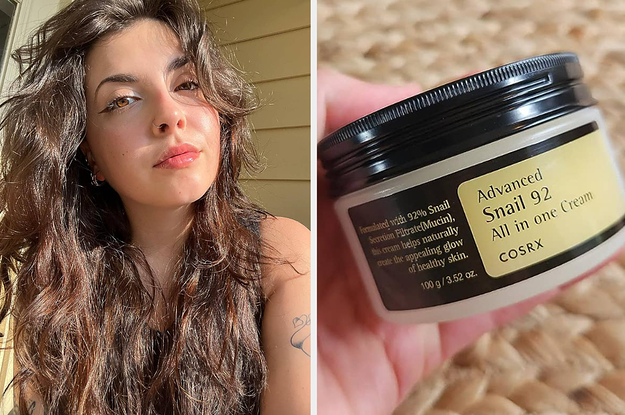 Formulated with 92% Snail
Secretion Filtrate(Mucin),
this cream helps naturally
create the appealing glow
of healthy skin.
100 g / 3.52 oz.
Advanced
Snail 92
All in one Cream
COSRX